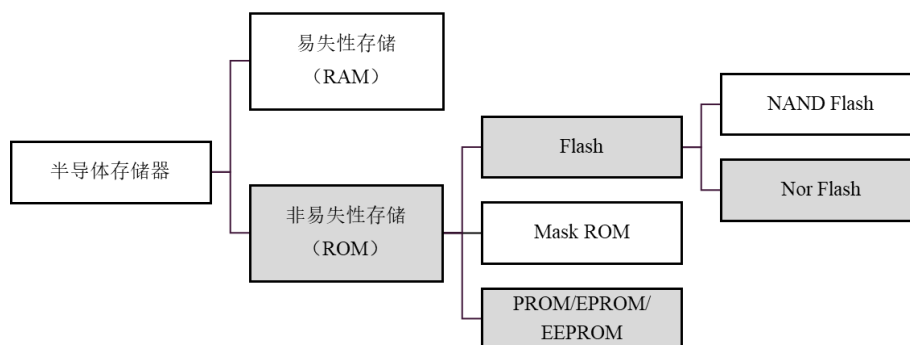 易失性存储
（RAM）
NAND Flash
Flash
半导体存储器
Nor Flash
非易失性存储
（ROM）
Mask ROM
PROM/EPROM/
EEPROM